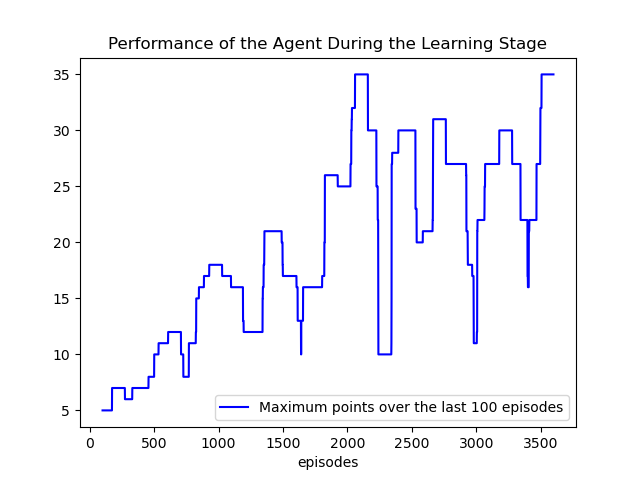 Performance of the Agent During the Learning Stage
35
30
25
20
15
10
5
Maximum points over the last 100 episodes
0 500 1000 1500 2000 2500 3000 3500
episodes